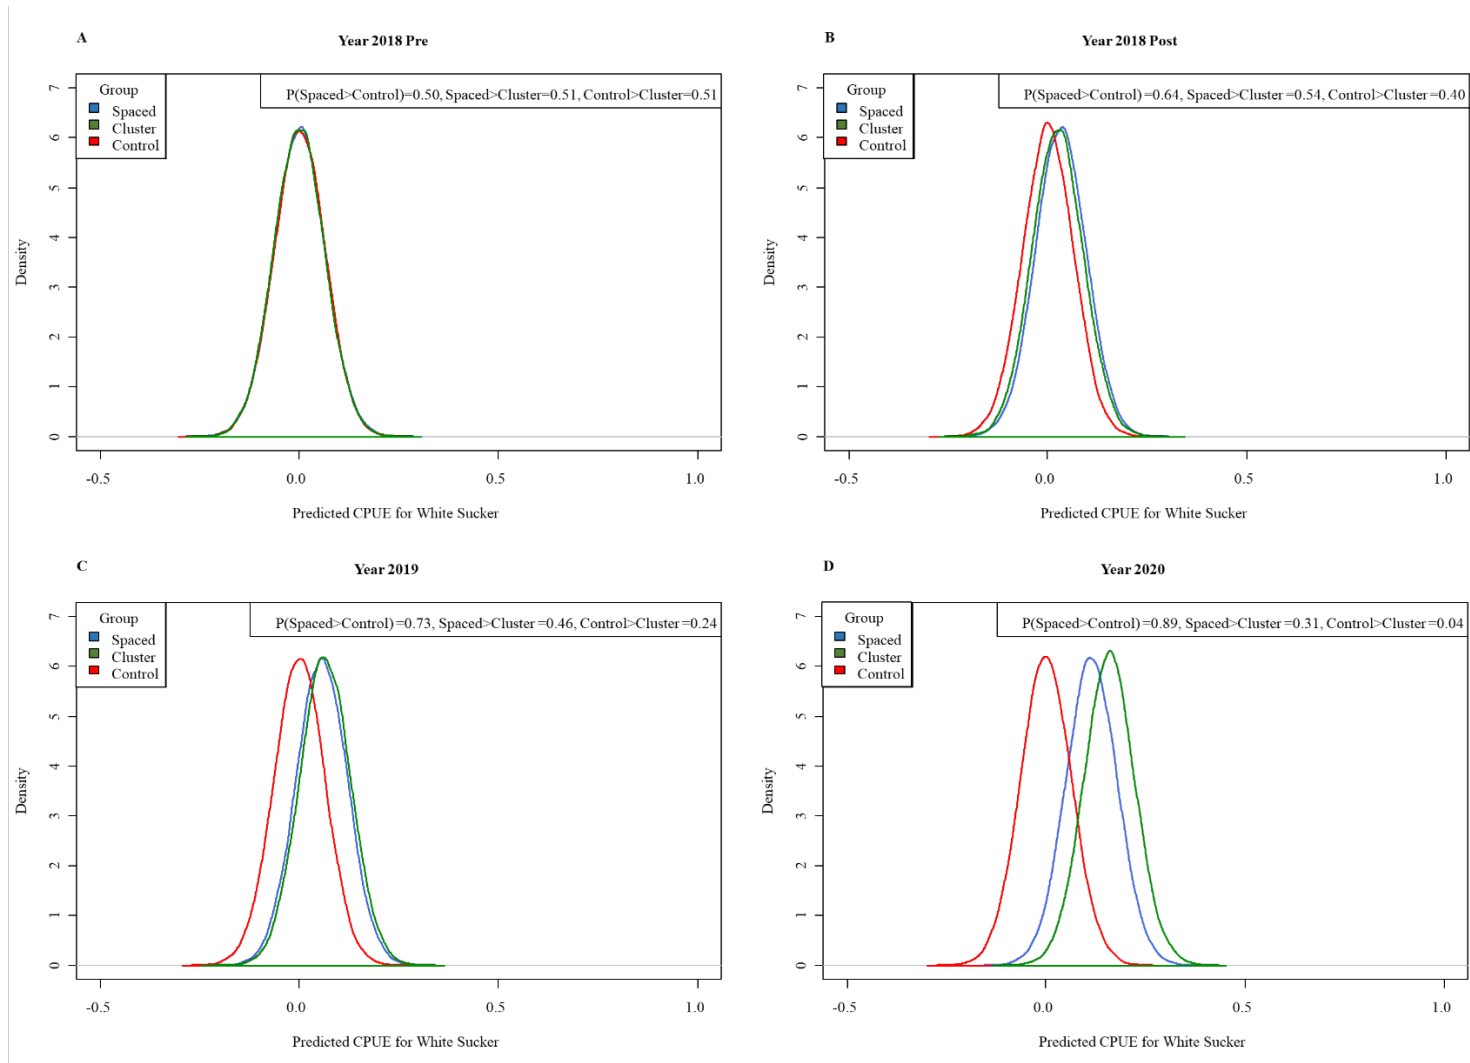 A
Year 2018 Pre
Group
Spaced
Cluster
Control
P(Spaced>Control)=0.50, Spaced>Cluster=0.51, Control>Cluster=0.51
7
6
5
4
3
2
1
0
Density
-0.5
0.0
0.5
1.0
Predicted CPUE for White Sucker
B
Year 2018 Post
Group
Spaced
Cluster
Control
P(Spaced>Control)=0.64, Spaced>Cluster=0.54, Control>Cluster=0.40
7
6
5
4
3
2
1
0
Density
-0.5
0.0
0.5
1.0
Predicted CPUE for White Sucker
C
Year 2019
Group
Spaced
Cluster
Control
P(Spaced>Control)=0.73, Spaced>Cluster=0.46, Control>Cluster=0.24
7
6
5
4
3
2
1
0
Density
-0.5
0.0
0.5
1.0
Predicted CPUE for White Sucker
D
Year 2020
Group
Spaced
Cluster
Control
P(Spaced>Control)=0.89, Spaced>Cluster=0.31, Control>Cluster=0.04
7
6
5
4
3
2
1
0
Density
-0.5
0.0
0.5
1.0
Predicted CPUE for White Sucker